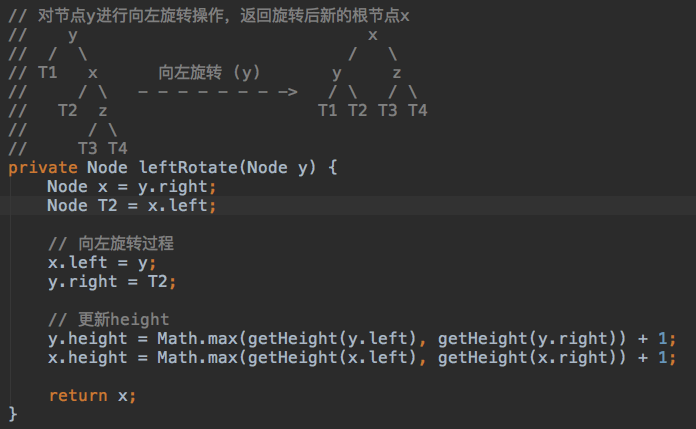 // 对节点y进行向左旋转操作，返回旋转后新的根节点x
//    y                             x
//  /  \                          /   \
// T1   x     向左旋转 (y)       y     z
//     / \   - - - - - - - ->   / \   / \
//   T2  z                     T1 T2 T3 T4
//      / \
//     T3 T4
private Node leftRotate(Node y) {
    Node x = y.right;
    Node T2 = x.left;

    // 向左旋转过程
    x.left = y;
    y.right = T2;

    // 更新height
    y.height = Math.max(getHeight(y.left), getHeight(y.right)) + 1;
    x.height = Math.max(getHeight(x.left), getHeight(x.right)) + 1;

    return x;
}